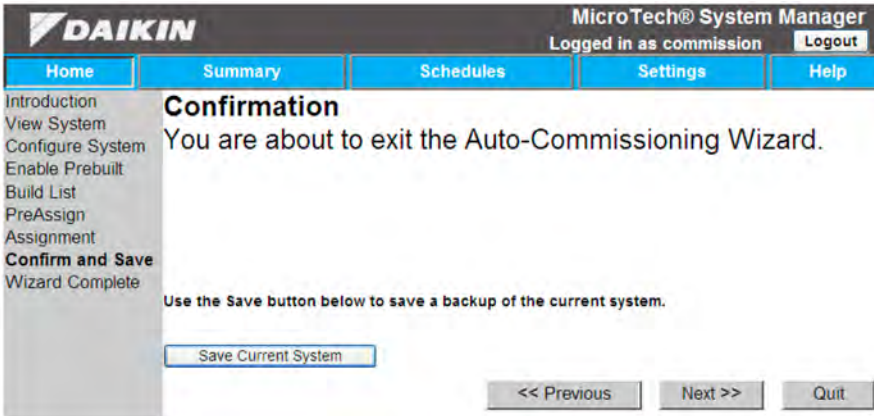 DAIKIN
MicroTech® System Manager
Logged in as commission Logout
Home Summary Schedules Settings Help
Introduction
View System
Configure System
Enable Prebuilt
Build List
PreAssign
Assignment
Confirm and Save
Wizard Complete
Confirmation
You are about to exit the Auto-Commissioning Wizard.
Use the Save button below to save a backup of the current system.
Save Current System
<< Previous Next >> Quit